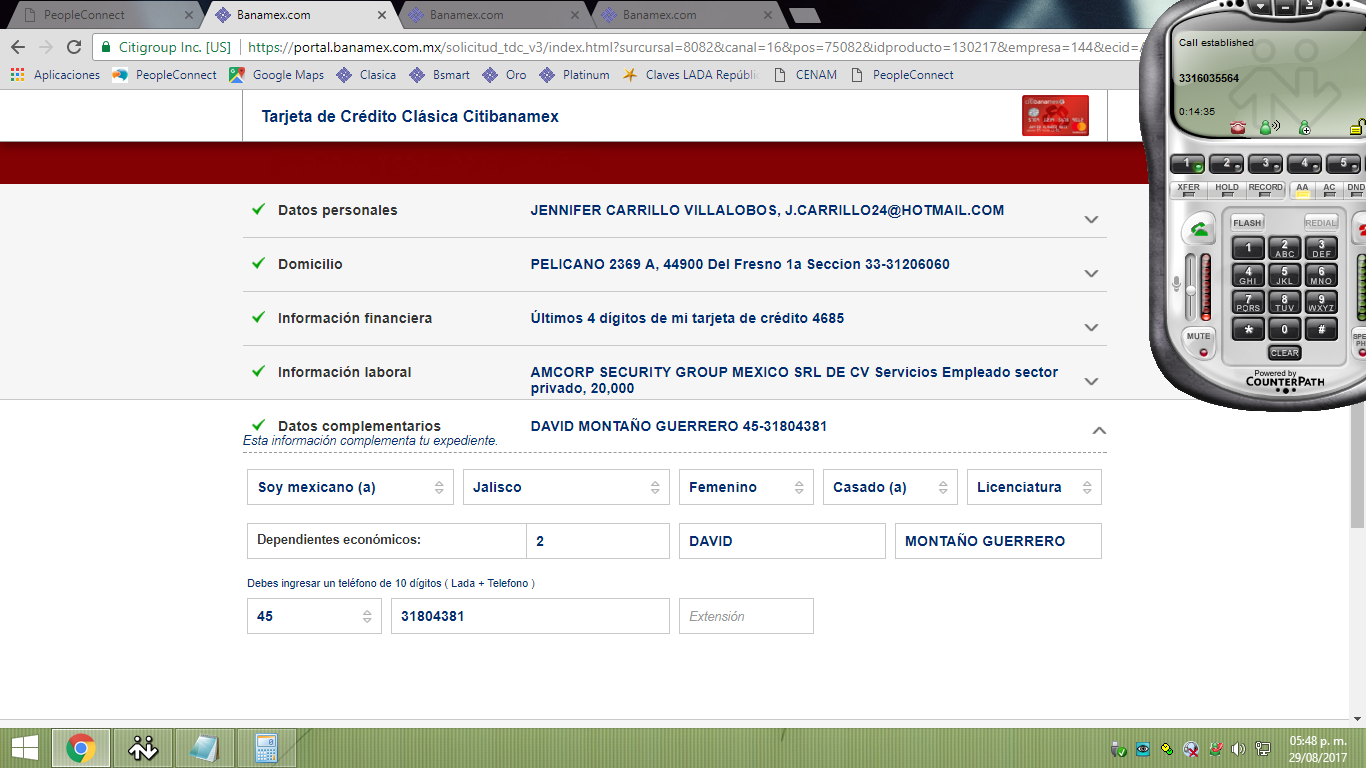 PeopleConnect
Banamex.com
Banamex.com
Banamex.com
Citigroup Inc. [US]
https://portal.banamex.com.mx/solicitud_tdc_v3/index.html?sursursal=8082&canal=16&pos=75082&idproducto=130217&empresa=144&ecid=
Aplicaciones
PeopleConnect
Google Maps
Clasica
Bsmart
Oro
Platinum
Claves LADA Repúbli
CENAM
PeopleConnect
Call established
3316035564
0:14:35
1 2 3 4 5
XFER HOLD RECORD AA AC DND
FLASH REDIAL
1 2 ABC 3 DEF
4 GHI 5 JKL 6 MNO
7 PQRS 8 TUV 9 WXYZ
* 0 #
MUTE
CLEAR
SPE
PH
Powered by
COUNTERPATH
Tarjeta de Crédito Clásica Citibanamex
citibanamex
Datos personales
JENNIFER CARRILLO VILLALOBOS, J.CARRILLO24@HOTMAIL.COM
Domicilio
PELICANO 2369 A, 44900 Del Fresno 1a Seccion 33-31206060
Información financiera
Últimos 4 dígitos de mi tarjeta de crédito 4685
Información laboral
AMCORP SECURITY GROUP MEXICO SRL DE CV Servicios Empleado sector
privado, 20,000
Datos complementarios
DAVID MONTAÑO GUERRERO 45-31804381
Esta información complementa tu expediente.
Soy mexicano (a)
Jalisco
Femenino
Casado (a)
Licenciatura
Dependientes económicos:
2
DAVID
MONTAÑO GUERRERO
Debes ingresar un teléfono de 10 dígitos ( Lada + Telefono )
45
31804381
Extensión
05:48 p. m.
29/08/2017